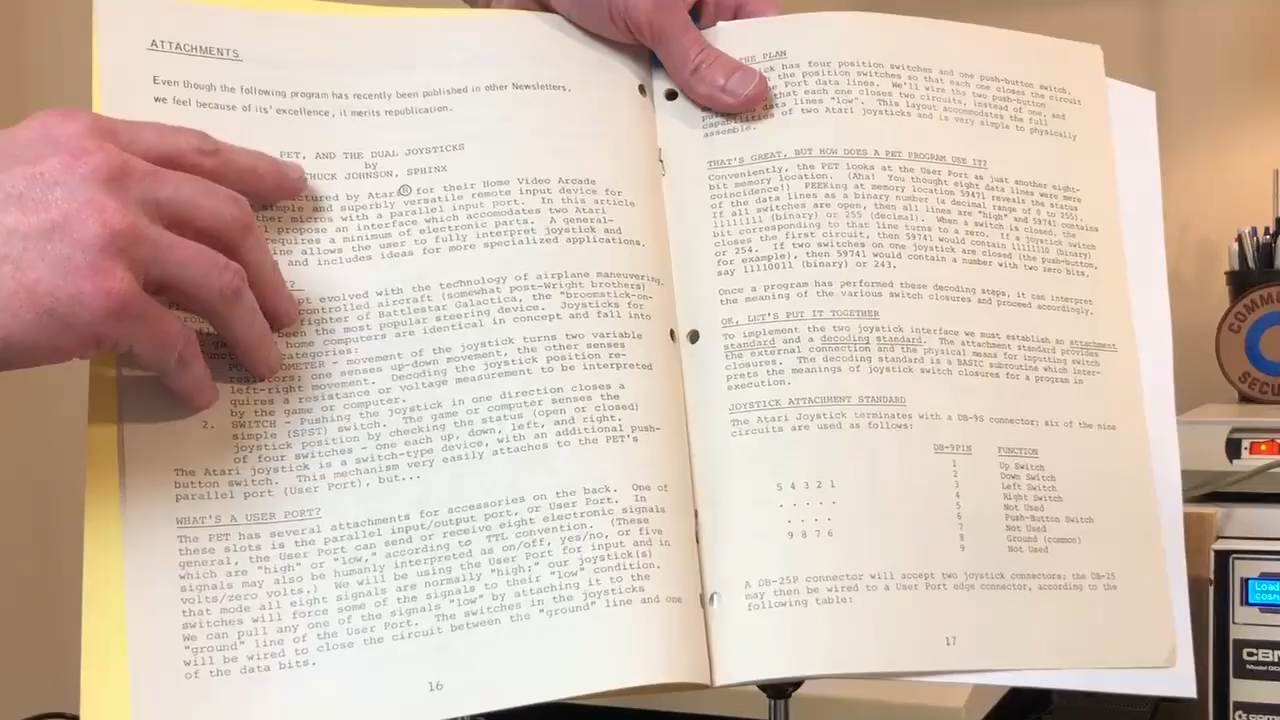 ATTACHMENTS
Even though the following program has recently been published in other Newsletters,
we feel because of its' excellence, it merits republication.
PET, AND THE DUAL JOYSTICKS
by
CHUCK JOHNSON, SPHINX
Atari® for their Home Video Arcade
simple and superbly versatile remote input device for
micros with a parallel input port. In this article
propose an interface which accomodates two Atari
requires a minimum of electronic parts. A general-
allows the user to fully interpret joystick and
and includes ideas for more specialized applications.
evolved with the technology of airplane maneuvering.
controlled aircraft (somewhat post-Wright brothers)
fighter of Battlestar Galactica, the "broomstick-on-
been the most popular steering device. Joysticks for
home computers are identical in concept and fall into
categories:
- movement of the joystick turns two variable
resistors; one senses up-down movement, the other senses
left-right movement. Decoding the joystick position re-
quires a resistance or voltage measurement to be interpreted
by the game or computer.
2. SWITCH - Pushing the joystick in one direction closes a
simple (SPST) switch. The game or computer senses the
joystick position by checking the status (open or closed)
of four switches - one each up, down, left, and right.
The Atari joystick is a switch-type device, with an additional push-
button switch. This mechanism very easily attaches to the PET's
parallel port (User Port), but...
WHAT'S A USER PORT?
The PET has several attachments for accessories on the back. One of
these slots is the parallel input/output port, or User Port. In
general, the User Port can send or receive eight electronic signals
which are "high" or "low," according to TTL convention. (These
signals may also be humanly interpreted as on/off, yes/no, or five
volts/zero volts.) We will be using the User Port for input and in
that mode all eight signals are normally "high;" our joystick(s)
switches will force some of the signals to their "low" condition.
We can pull any one of the signals "low" by attaching it to the
"ground" line of the User Port. The switches in the joysticks
will be wired to close the circuit between the "ground" line and one
of the data bits.
16
THE PLAN
has four position switches and one push-button switch.
the position switches so that each one closes the circuit
Port data lines. We'll wire the two push-button
that each one closes two circuits, instead of one, and
data lines "low". This layout accommodates the full
capabilities of two Atari joysticks and is very simple to physically
assemble.
THAT'S GREAT, BUT HOW DOES A PET PROGRAM USE IT?
Conveniently, the PET looks at the User Port as just another eight-
bit memory location. (Aha! You thought eight data lines were mere
coincidence!) PEEKing at memory location 59471 reveals the status
of the data lines as a binary number (a decimal range of 0 to 255).
If all switches are open, then all lines are "high" and 59741 contains
11111111 (binary) or 255 (decimal). When a switch is closed, the
bit corresponding to that line turns to a zero. If a joystick switch
closes the first circuit, then 59741 would contain 11111110 (binary)
or 254. If two switches on one joystick are closed (the push-button,
for example), then 59741 would contain a number with two zero bits,
say 11110011 (binary) or 243.
Once a program has performed these decoding steps, it can interpret
the meaning of the various switch closures and proceed accordingly.
OK, LET'S PUT IT TOGETHER
To implement the two joystick interface we must establish an attachment
standard and a decoding standard. The attachment standard provides
the external connection and the physical means for inputing switch
closures. The decoding standard is a BASIC subroutine which inter-
prets the meanings of joystick switch closures for a program in
execution.
JOYSTICK ATTACHMENT STANDARD
The Atari Joystick terminates with a DB-9S connector; six of the nine
circuits are used as follows:
DB-9PIN FUNCTION
1 Up Switch
2 Down Switch
3 Left Switch
4 Right Switch
5 Not Used
6 Push-Button Switch
7 Not Used
8 Ground (common)
9 Not Used
5 4 3 2 1
. . . . .
. . . .
9 8 7 6
A DB-25P connector will accept two joystick connectors; the DB-25
may then be wired to a User Port edge connector, according to the
following table:
17
COMM
SECU
Load
CBM